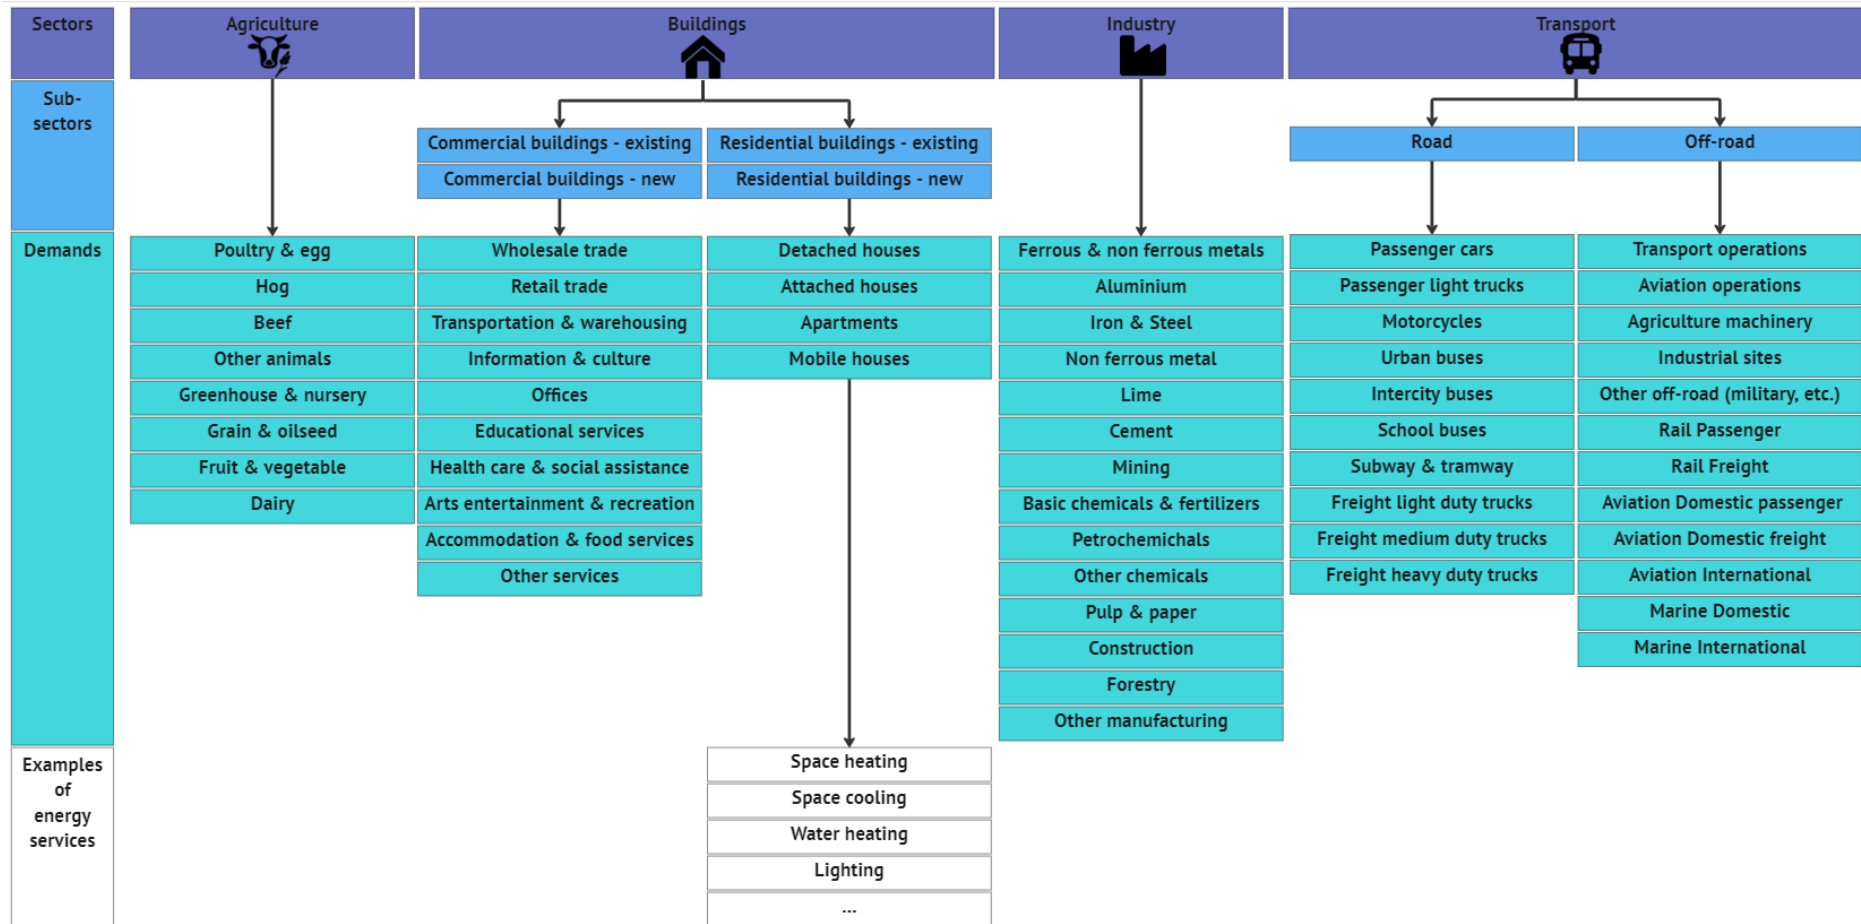 Sectors
Agriculture
Buildings
Industry
Transport
Sub-
sectors
Commercial buildings - existing
Commercial buildings - new
Residential buildings - existing
Residential buildings - new
Road
Off-road
Demands
Poultry & egg
Hog
Beef
Other animals
Greenhouse & nursery
Grain & oilseed
Fruit & vegetable
Dairy
Wholesale trade
Retail trade
Transportation & warehousing
Information & culture
Offices
Educational services
Health care & social assistance
Arts entertainment & recreation
Accommodation & food services
Other services
Detached houses
Attached houses
Apartments
Mobile houses
Ferrous & non ferrous metals
Aluminium
Iron & Steel
Non ferrous metal
Lime
Cement
Mining
Basic chemicals & fertilizers
Petrochemichals
Other chemicals
Pulp & paper
Construction
Forestry
Other manufacturing
Passenger cars
Passenger light trucks
Motorcycles
Urban buses
Intercity buses
School buses
Subway & tramway
Freight light duty trucks
Freight medium duty trucks
Freight heavy duty trucks
Transport operations
Aviation operations
Agriculture machinery
Industrial sites
Other off-road (military, etc.)
Rail Passenger
Rail Freight
Aviation Domestic passenger
Aviation Domestic freight
Aviation International
Marine Domestic
Marine International
Examples
of
energy
services
Space heating
Space cooling
Water heating
Lighting
...